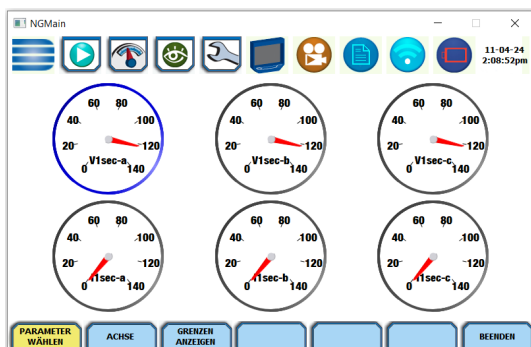 NGMain
11-04-24
2:08:52pm
0 20 40 60 80 100 120 140
V1sec-a
0 20 40 60 80 100 120 140
V1sec-b
0 20 40 60 80 100 120 140
V1sec-c
0 20 40 60 80 100 120 140
I1sec-a
0 20 40 60 80 100 120 140
I1sec-b
0 20 40 60 80 100 120 140
I1sec-c
PARAMETER
WÄHLEN
ACHSE
GRENZEN
ANZEIGEN
BEENDEN